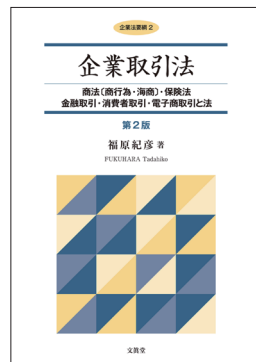 企業法要綱 2
企業取引法
商法〔商行為・海商〕・保険法
金融取引・消費者取引・電子商取引と法
第2版
福原紀彦 著
FUKUHARA Tadahiko
文眞堂